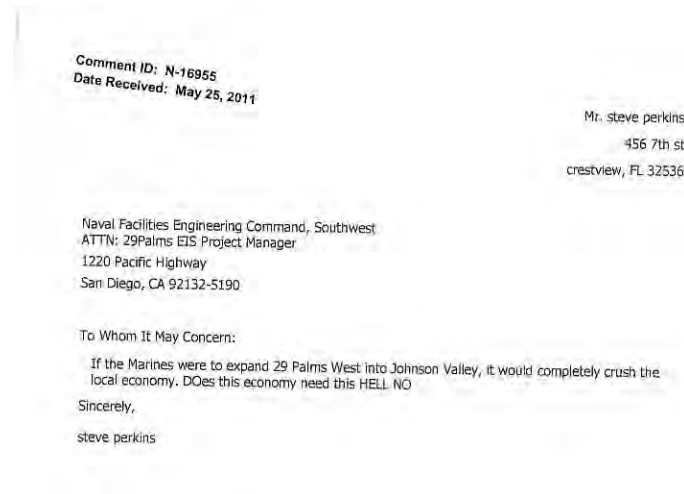 Comment ID: N-16955
Date Received: May 25, 2011
Mr. steve perkins
456 7th st
crestview, FL 32536
Naval Facilities Engineering Command, Southwest
ATTN: 29Palms EIS Project Manager
1220 Pacific Highway
San Diego, CA 92132-5190
To Whom It May Concern:
If the Marines were to expand 29 Palms West into Johnson Valley, it would completely crush the
local economy. DOes this economy need this HELL NO
Sincerely,
steve perkins